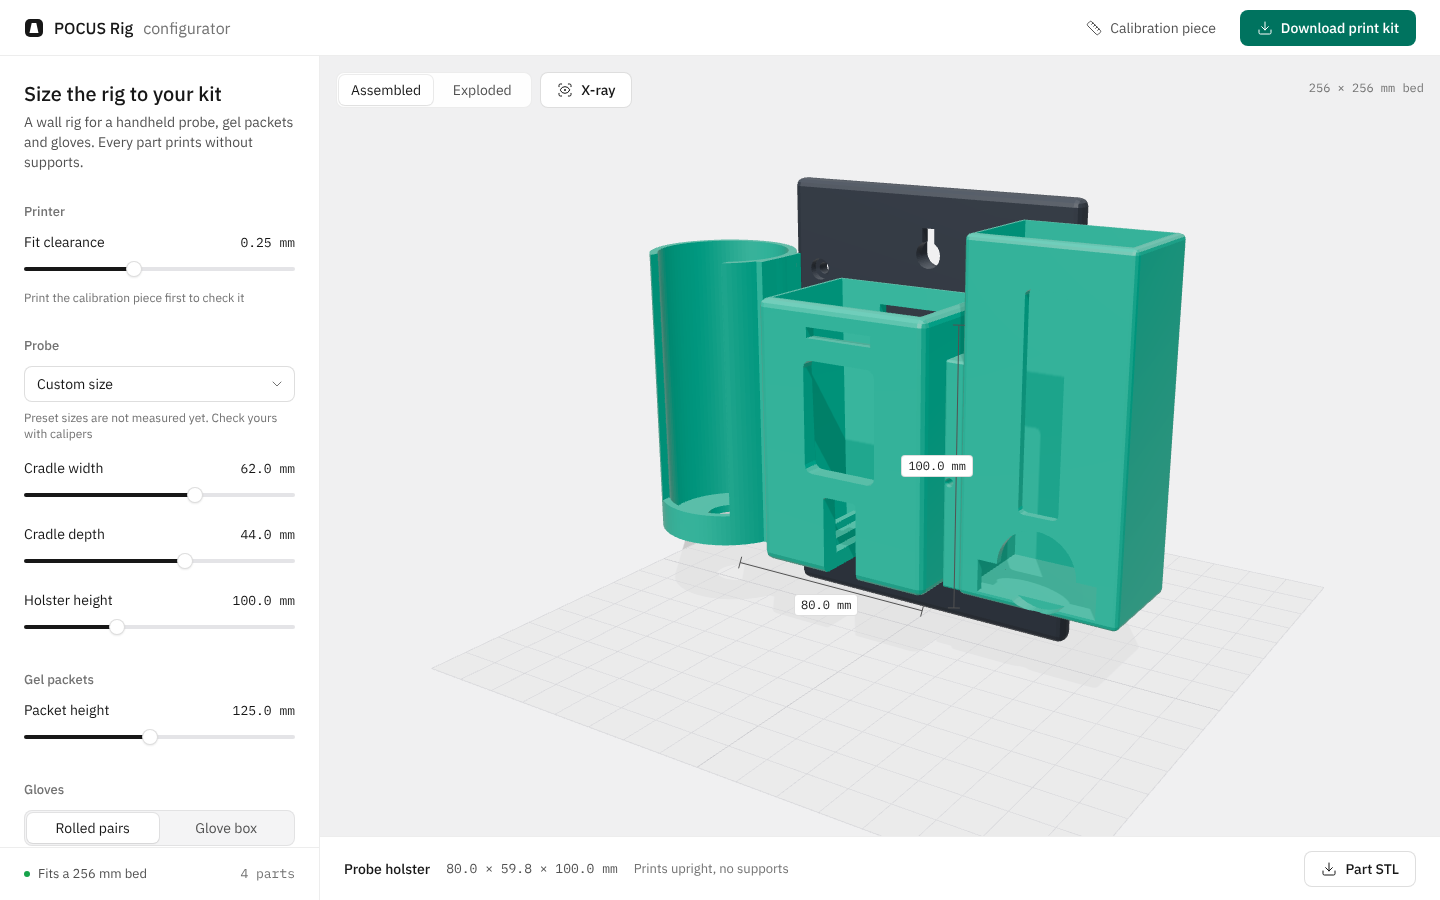 POCUS Rig configurator
Calibration piece
Download print kit
Size the rig to your kit
A wall rig for a handheld probe, gel packets
and gloves. Every part prints without
supports.
Printer
Fit clearance 0.25 mm
Print the calibration piece first to check it
Probe
Custom size
Preset sizes are not measured yet. Check yours
with calipers
Cradle width 62.0 mm
Cradle depth 44.0 mm
Holster height 100.0 mm
Gel packets
Packet height 125.0 mm
Gloves
Rolled pairs Glove box
Fits a 256 mm bed 4 parts
Assembled Exploded X-ray
256 × 256 mm bed
100.0 mm
80.0 mm
Probe holster 80.0 × 59.8 × 100.0 mm Prints upright, no supports
Part STL